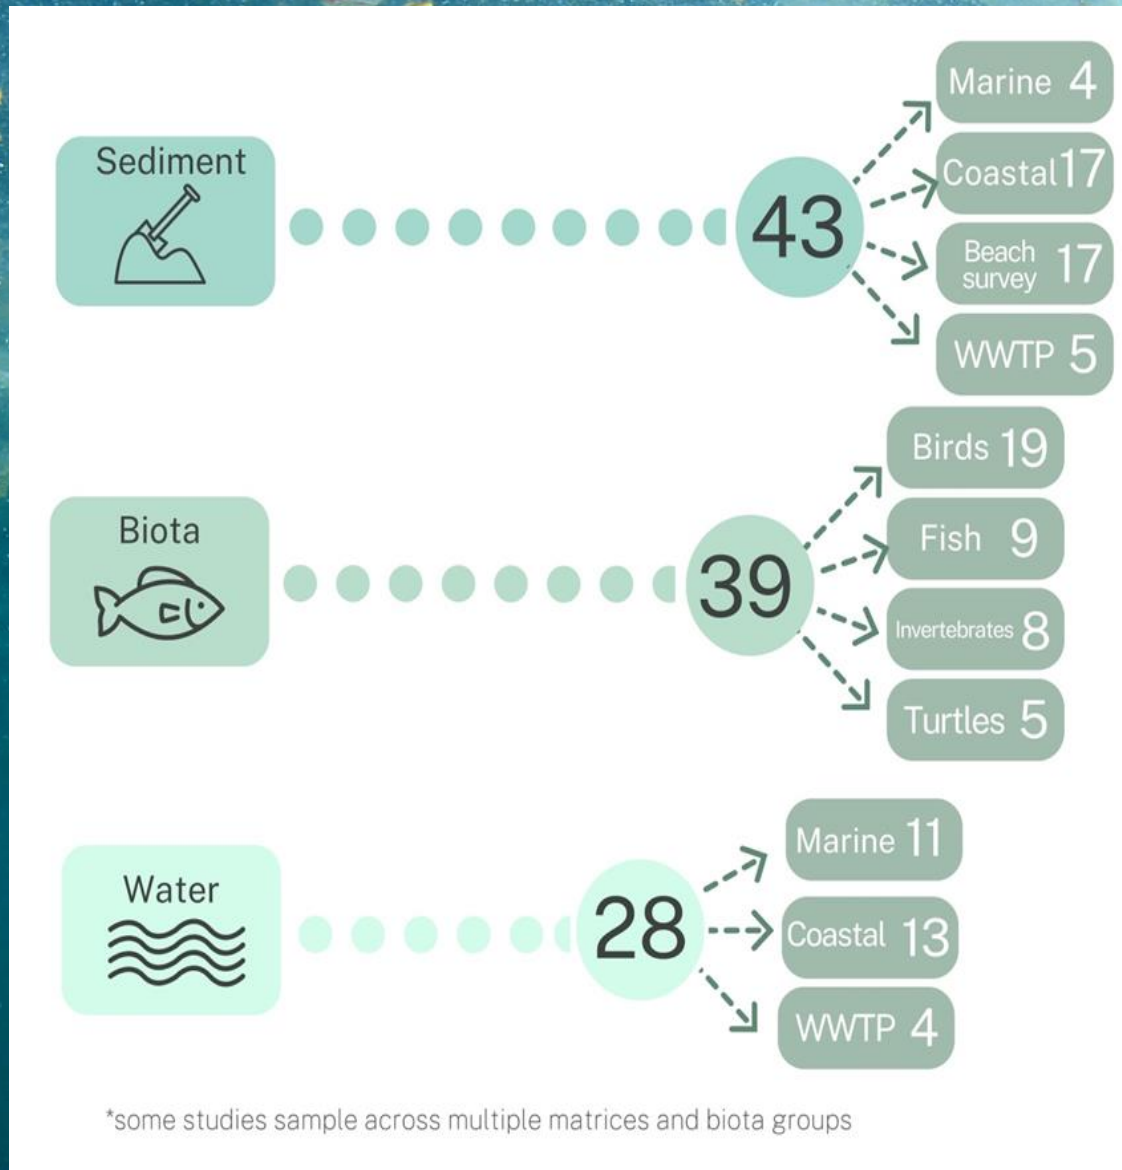 Sediment
43
Marine 4
Coastal 17
Beach
survey 17
WWTP 5
Biota
39
Birds 19
Fish 9
Invertebrates 8
Turtles 5
Water
28
Marine 11
Coastal 13
WWTP 4
*some studies sample across multiple matrices and biota groups